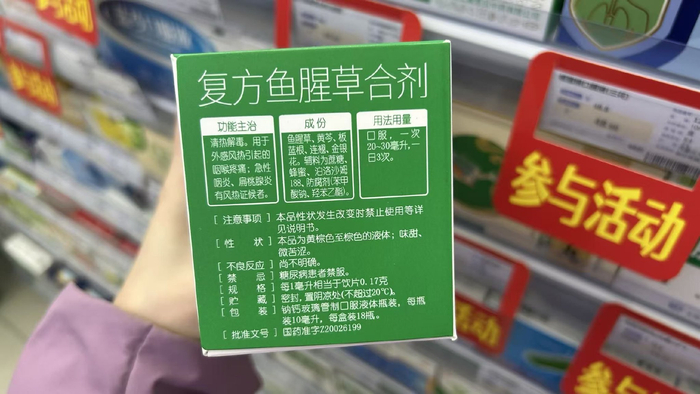 复方鱼腥草合剂
功能主治
清热解毒。用于
外感风热引起的
咽喉疼痛；急性
咽炎、扁桃腺炎
有风热证候者。
成份
鱼腥草、黄芩、板
蓝根、连翘、金银
花。辅料为蔗糖、
蜂蜜、泊洛沙姆
188、防腐剂(苯甲
酸钠、羟苯乙酯)。
用法用量
口服，一次
20~30毫升,一
日3次。
[注意事项] 本品性状发生改变时禁止使用等详
见说明书。
[性状] 本品为黄棕色至棕色的液体；味甜、
微苦涩。
[不良反应] 尚不明确。
[禁忌] 糖尿病患者禁服。
[规格] 每1毫升相当于饮片0.17克
[贮藏] 密封,置阴凉处(不超过20℃)。
[包装] 钠钙玻璃管制口服液体瓶装，每瓶
装10毫升，每盒装18瓶。
[批准文号] 国药准字Z20026199
参与活动
参与活动